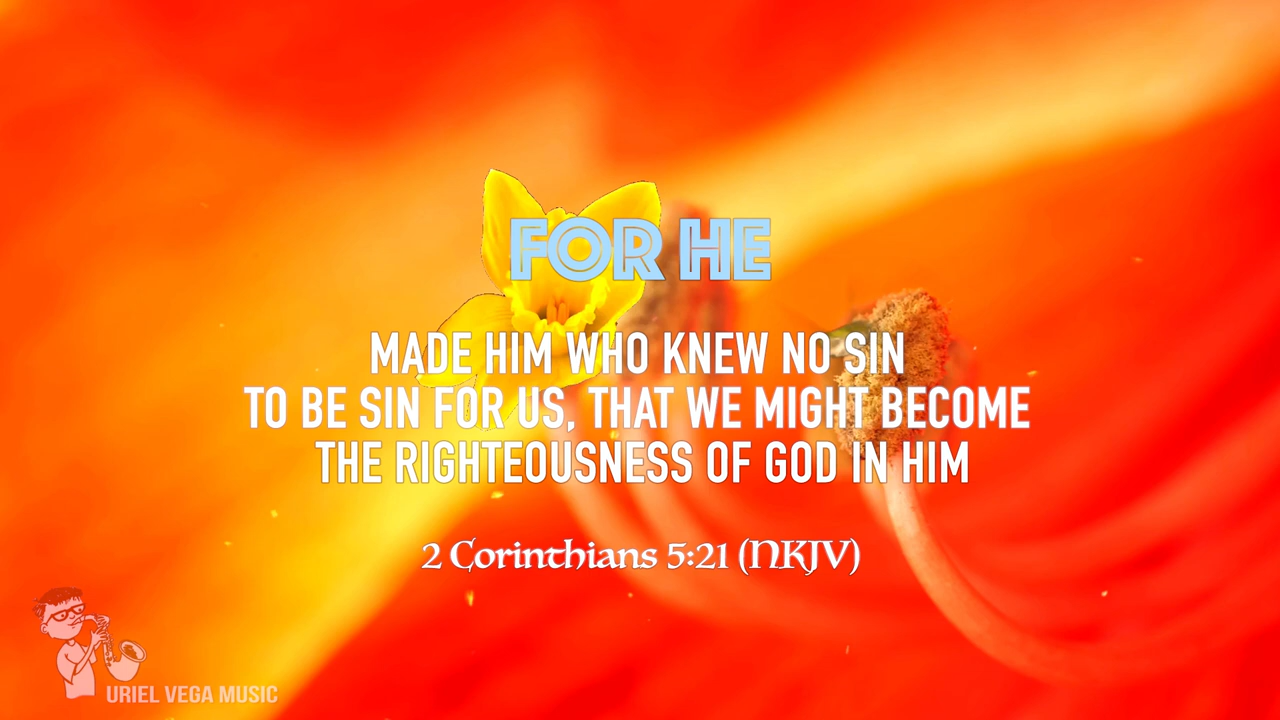 FOR HE
MADE HIM WHO KNEW NO SIN
TO BE SIN FOR US, THAT WE MIGHT BECOME
THE RIGHTEOUSNESS OF GOD IN HIM
2 Corinthians 5:21 (NKJV)
URIEL VEGA MUSIC